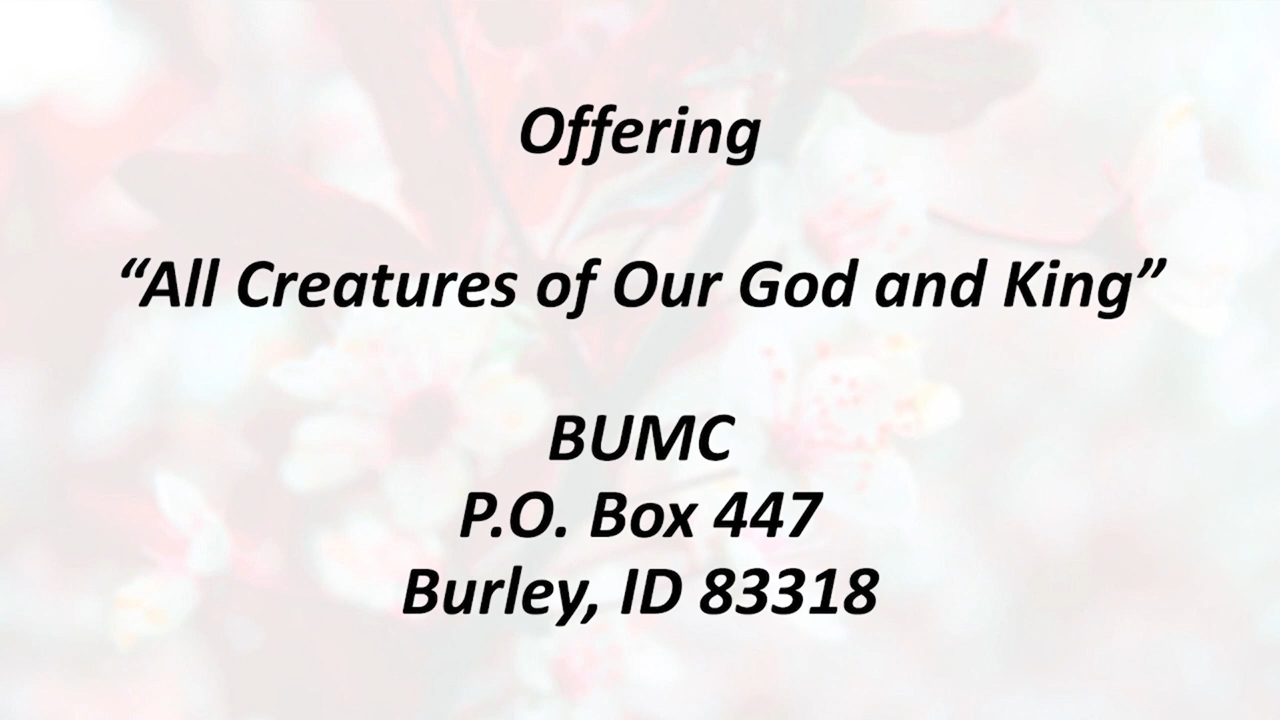 Offering
“All Creatures of Our God and King”
BUMC
P.O. Box 447
Burley, ID 83318